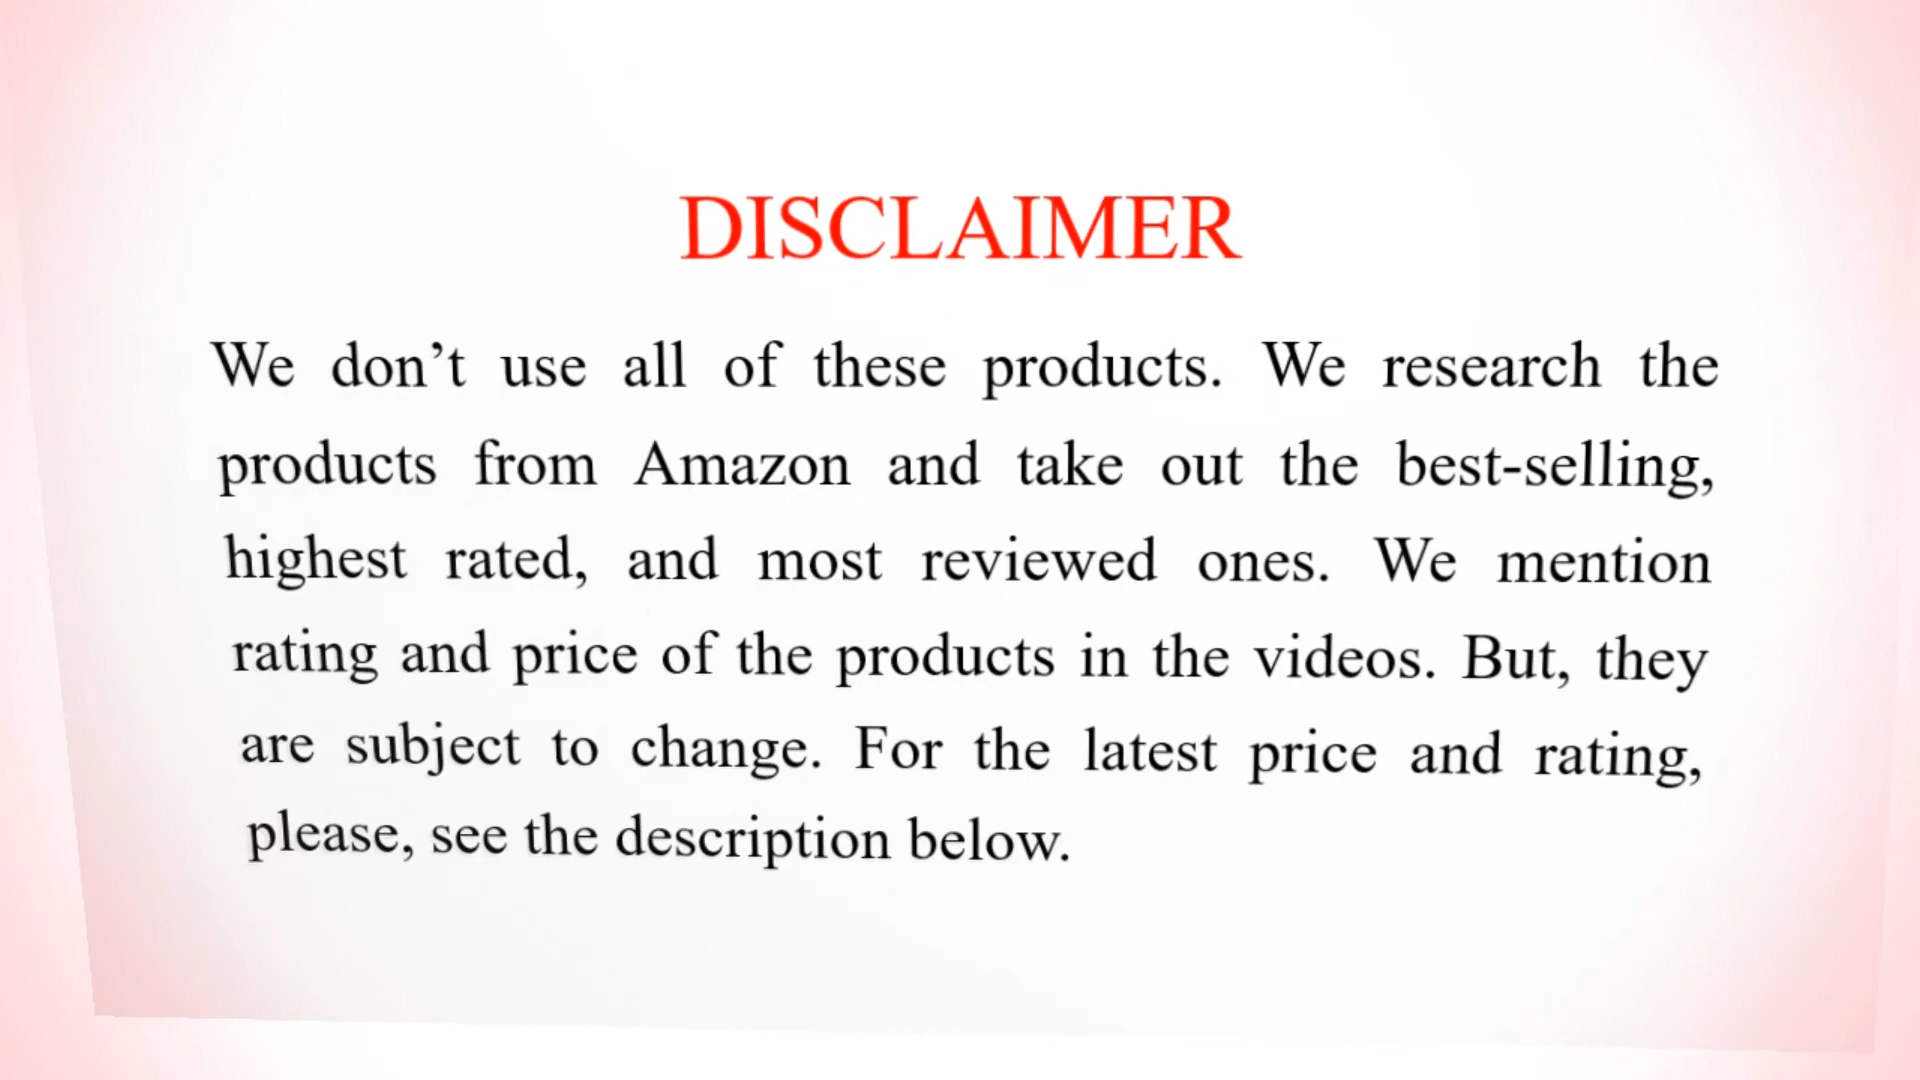 DISCLAIMER
We don’t use all of these products. We research the
products from Amazon and take out the best-selling,
highest rated, and most reviewed ones. We mention
rating and price of the products in the videos. But, they
are subject to change. For the latest price and rating,
please, see the description below.